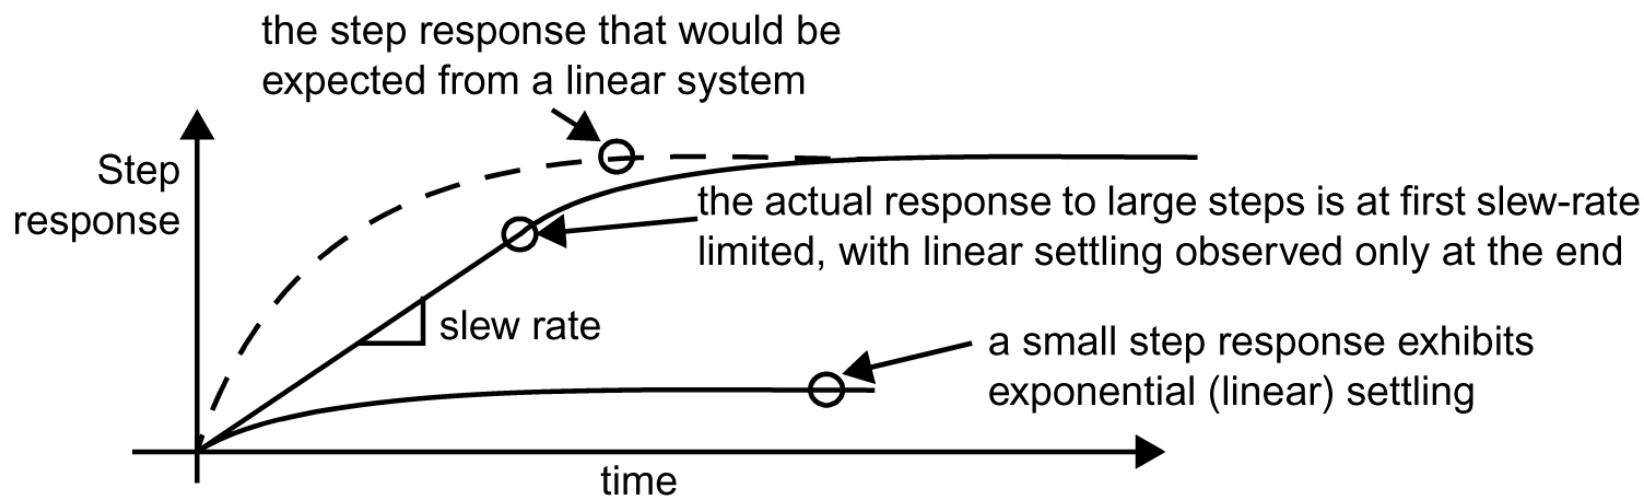 the step response that would be
expected from a linear system
Step
response
the actual response to large steps is at first slew-rate
limited, with linear settling observed only at the end
slew rate
a small step response exhibits
exponential (linear) settling
time